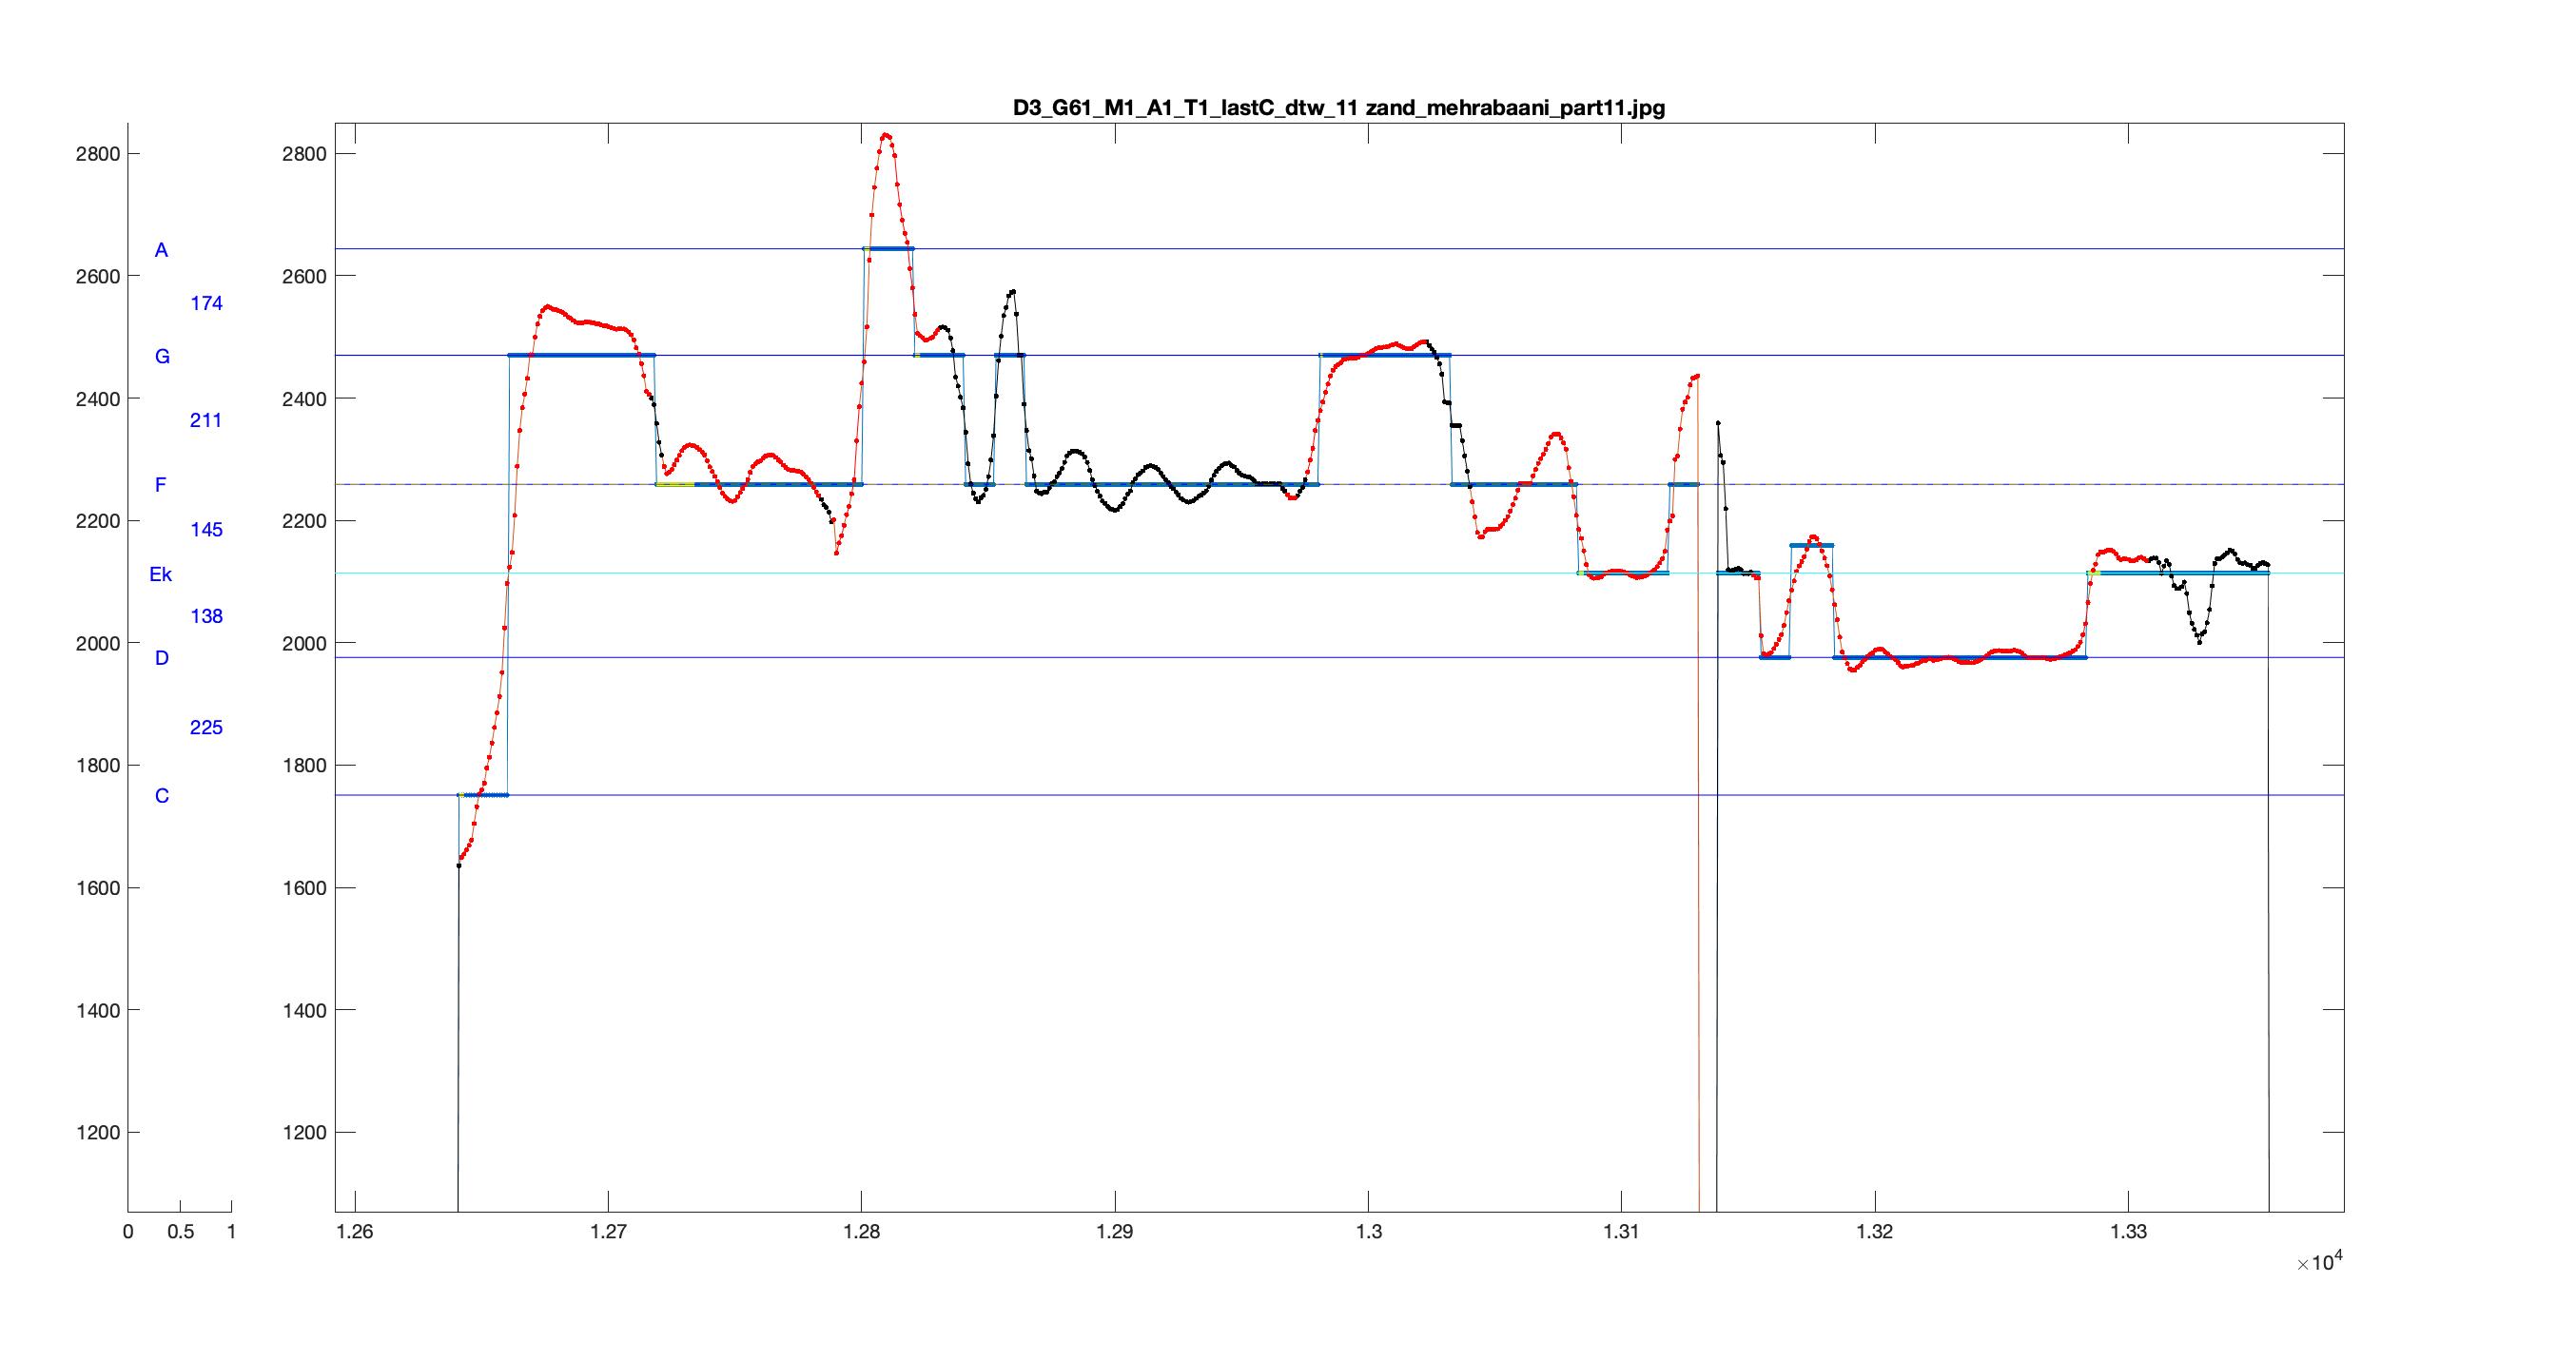 D3_G61_M1_A1_T1_lastC_dtw_11 zand_mehrabaani_part11.jpg
2800 2800
A
2600 2600
174
G
2400 2400
211
F
2200 2200
145
Ek
138
2000 2000
D
225
1800 1800
C
1600 1600
1400 1400
1200 1200
0 0.5 1 1.26 1.27 1.28 1.29 1.3 1.31 1.32 1.33
×10⁴